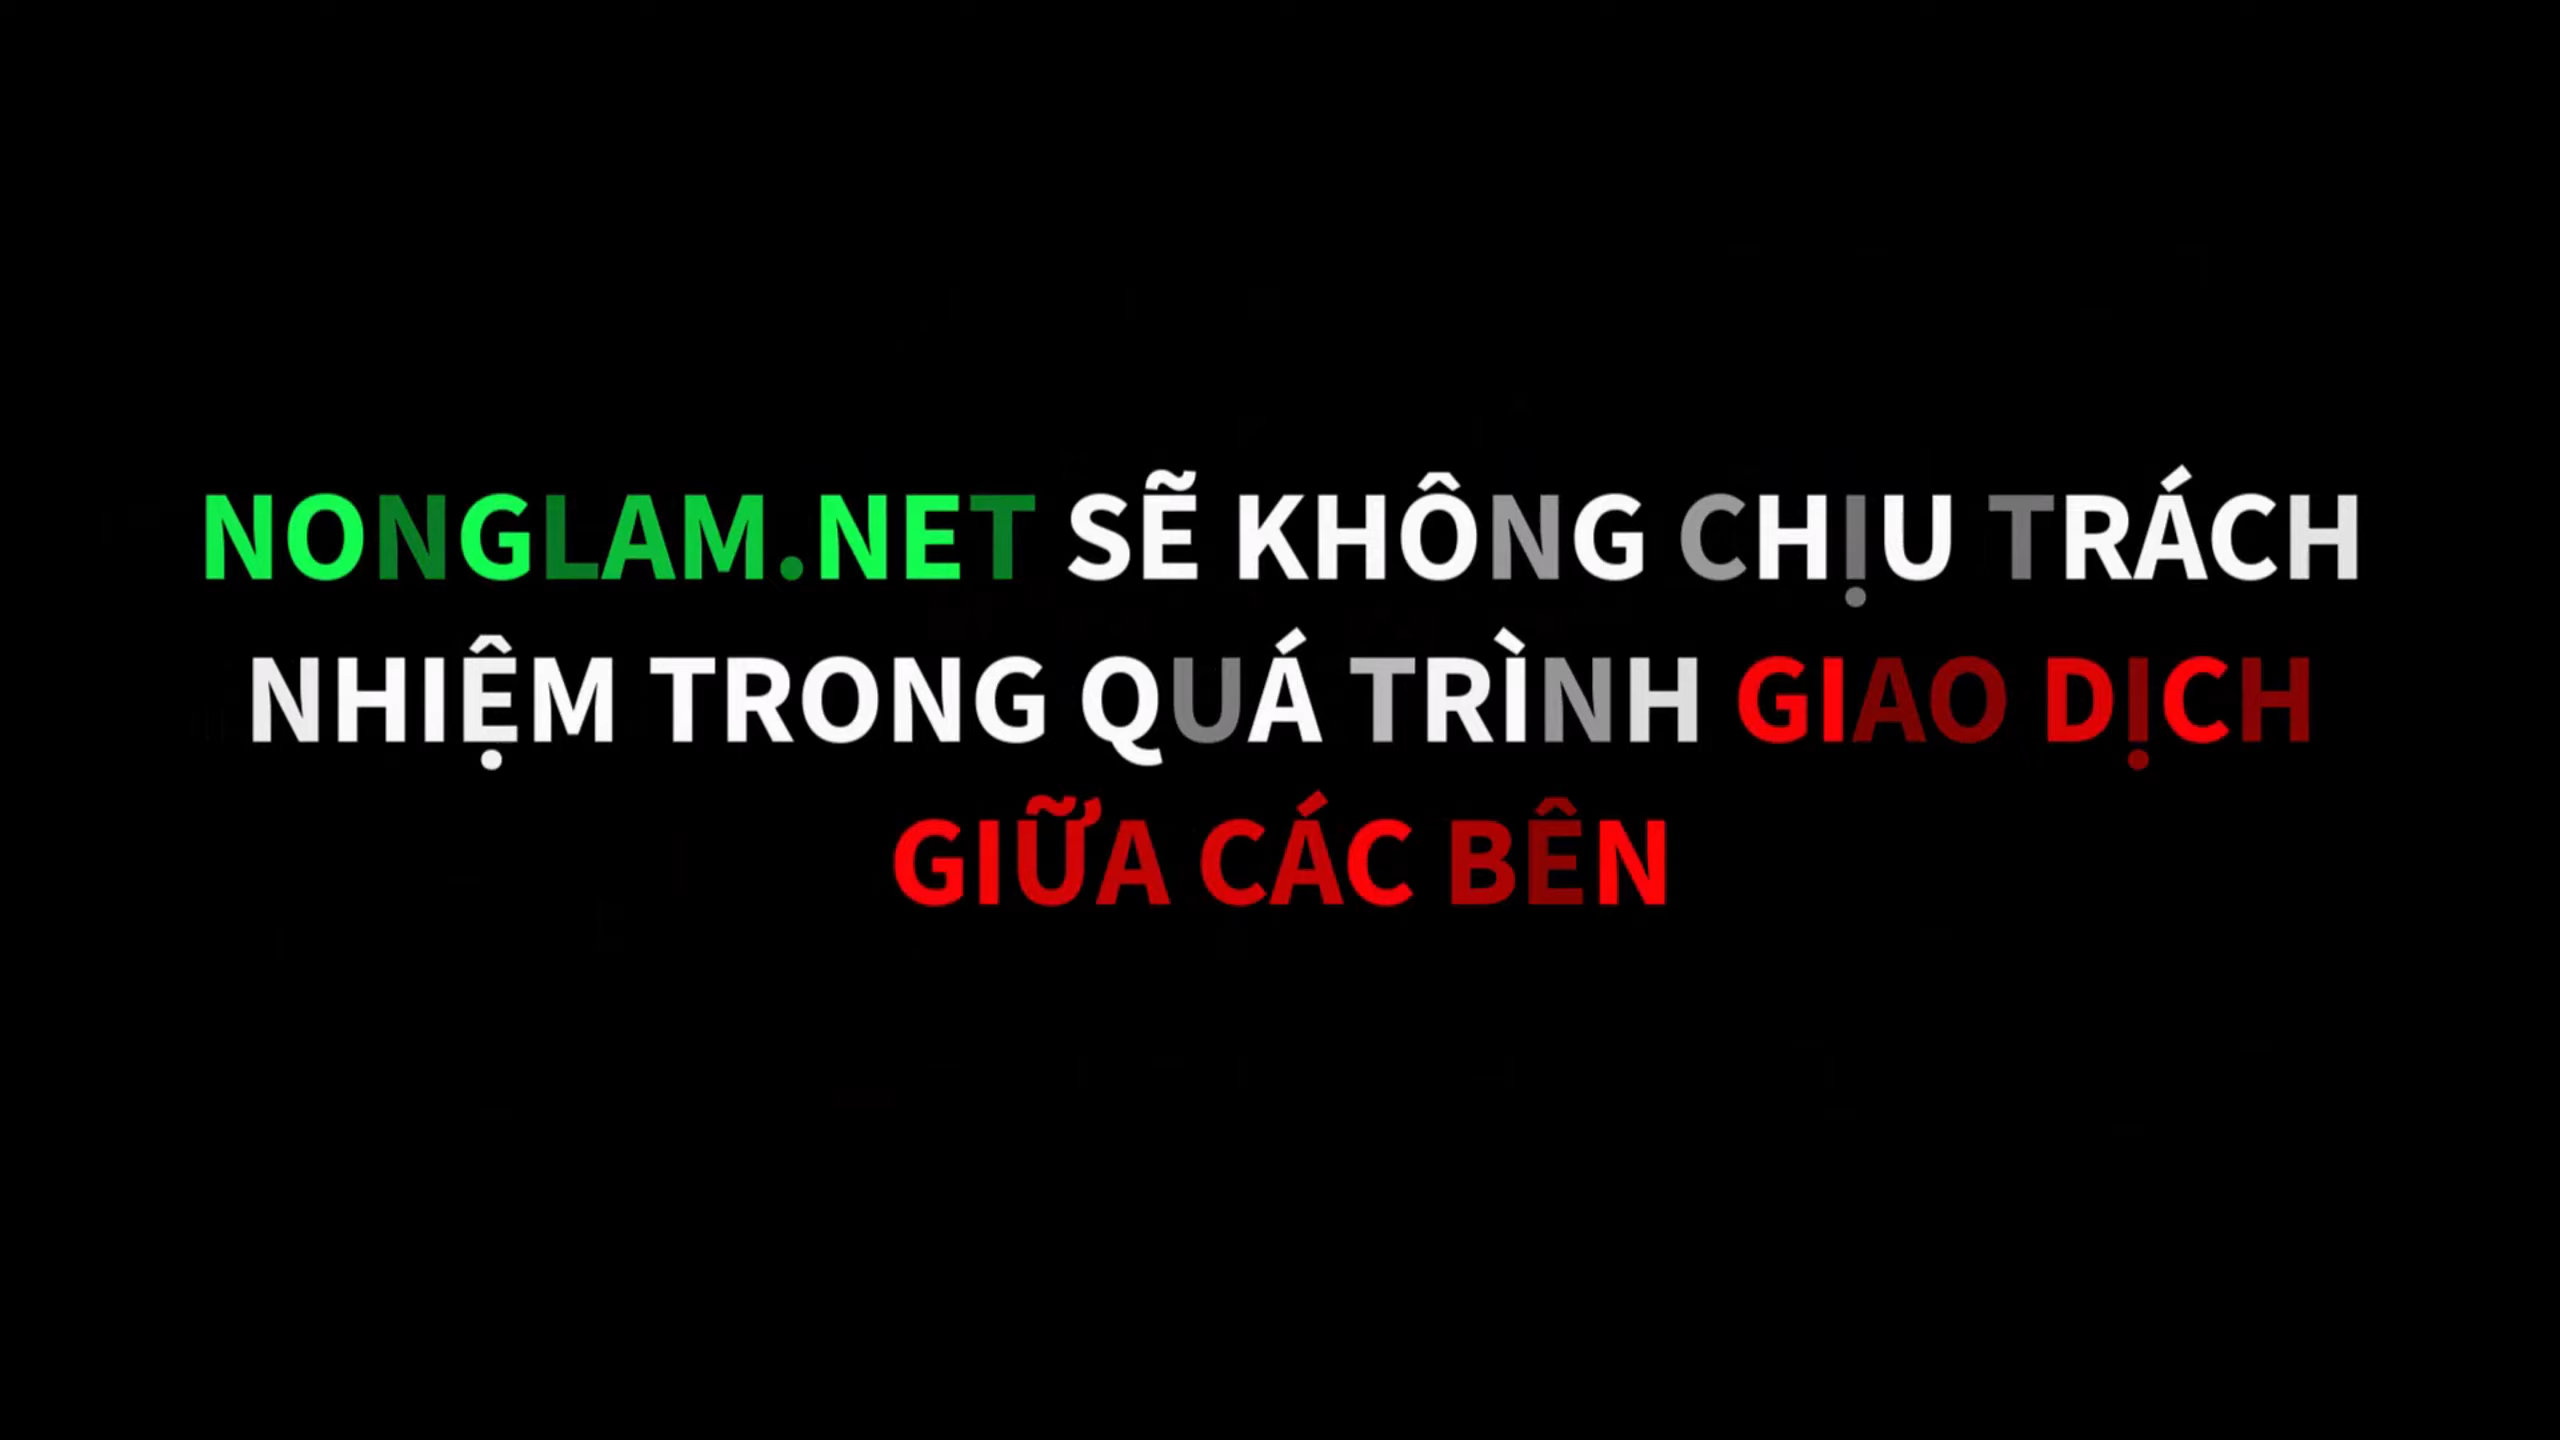 NONGLAM.NET SẼ KHÔNG CHỊU TRÁCH
NHIỆM TRONG QUÁ TRÌNH GIAO DỊCH
GIỮA CÁC BÊN